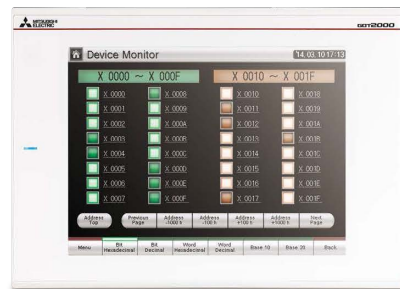 MITSUBISHI
ELECTRIC
GOT2000
Device Monitor
'14, 03, 10 17:13
X 0000 ~ X 000F
X 0010 ~ X 001F
X 0000 X 0008 X 0010 X 0018
X 0001 X 0009 X 0011 X 0019
X 0002 X 000A X 0012 X 001A
X 0003 X 000B X 0013 X 001B
X 0004 X 000C X 0014 X 001C
X 0005 X 000D X 0015 X 001D
X 0006 X 000E X 0016 X 001E
X 0007 X 000F X 0017 X 001F
Address Top
Previous Page
Address -1000 h
Address -100 h
Address +100 h
Address +1000 h
Next Page
Menu
Bit Hexadecimal
Bit Decimal
Word Hexadecimal
Word Decimal
Base 10
Base 20
Back